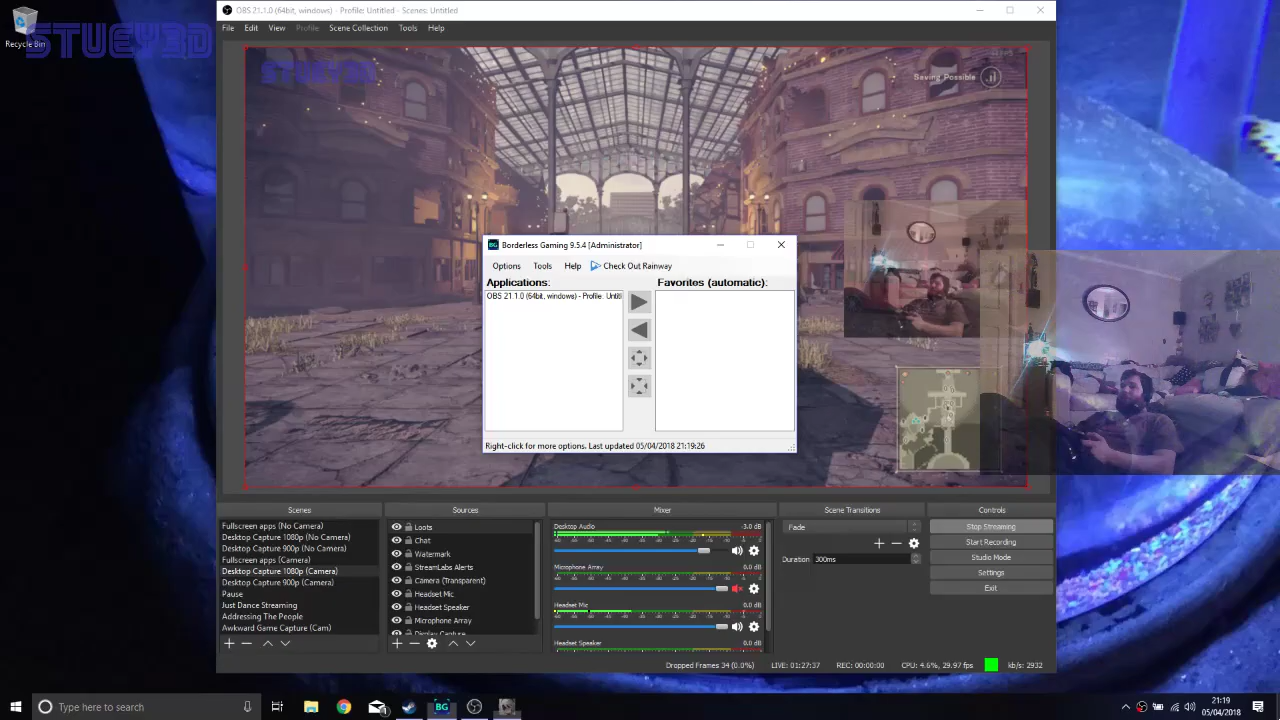 Recycle Bin
STUEY3D
OBS 21.1.0 (64bit, windows) - Profile: Untitled - Scenes: Untitled
File Edit View Profile Scene Collection Tools Help
STUEY3D
Saving Possible
BG Borderless Gaming 9.5.4 [Administrator]
Options Tools Help Check Out Rainway
Applications: Favorites (automatic):
OBS 21.1.0 (64bit, windows) - Profile: Untitl
Right-click for more options. Last updated 05/04/2018 21:19:26
Scenes
Fullscreen apps (No Camera)
Desktop Capture 1080p (No Camera)
Desktop Capture 900p (No Camera)
Fullscreen apps (Camera)
Desktop Capture 1080p (Camera)
Desktop Capture 900p (Camera)
Pause
Just Dance Streaming
Addressing The People
Awkward Game Capture (Cam)
Sources
Loots
Chat
Watermark
StreamLabs Alerts
Camera (Transparent)
Headset Mic
Headset Speaker
Microphone Array
Display Capture
Mixer
Desktop Audio -3.0 dB
Microphone Array 0.0 dB
Headset Mic 0.0 dB
Headset Speaker 0.0 dB
Scene Transitions
Fade
Duration 300ms
Controls
Stop Streaming
Start Recording
Studio Mode
Settings
Exit
Dropped Frames 34 (0.0%) LIVE: 01:27:37 REC: 00:00:00 CPU: 4.6%, 29.97 fps kb/s: 2932
Type here to search
BG
21:19
05/04/2018